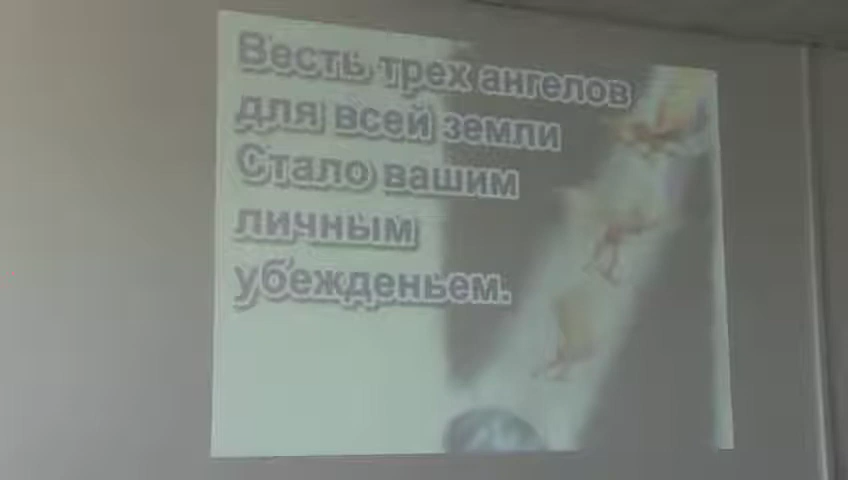 Весть трех ангелов
для всей земли
Стало вашим
личным
убежденьем.